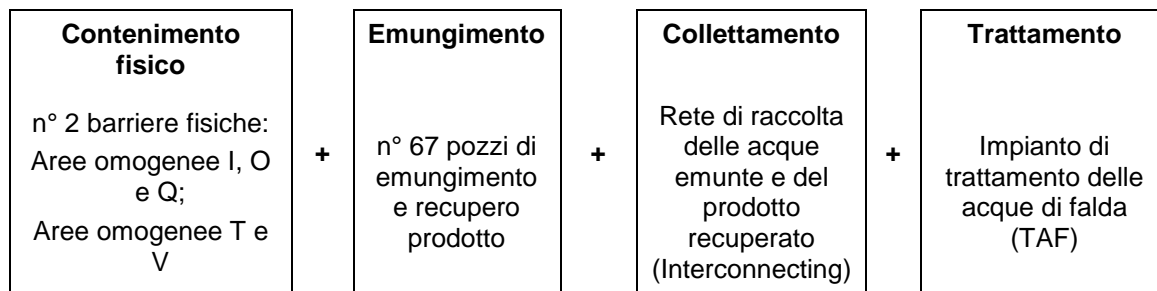 Contenimento
fisico
n° 2 barriere fisiche:
Aree omogenee I, O
e Q;
Aree omogenee T e
V
+
Emungimento
n° 67 pozzi di
emungimento
e recupero
prodotto
+
Collettamento
Rete di raccolta
delle acque
emunte e del
prodotto
recuperato
(Interconnecting)
+
Trattamento
Impianto di
trattamento delle
acque di falda
(TAF)